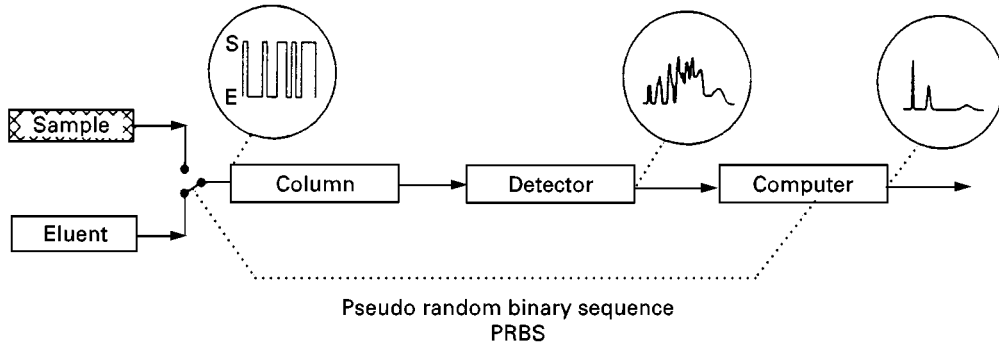 S
E
Sample
Column
Detector
Computer
Eluent
Pseudo random binary sequence
PRBS